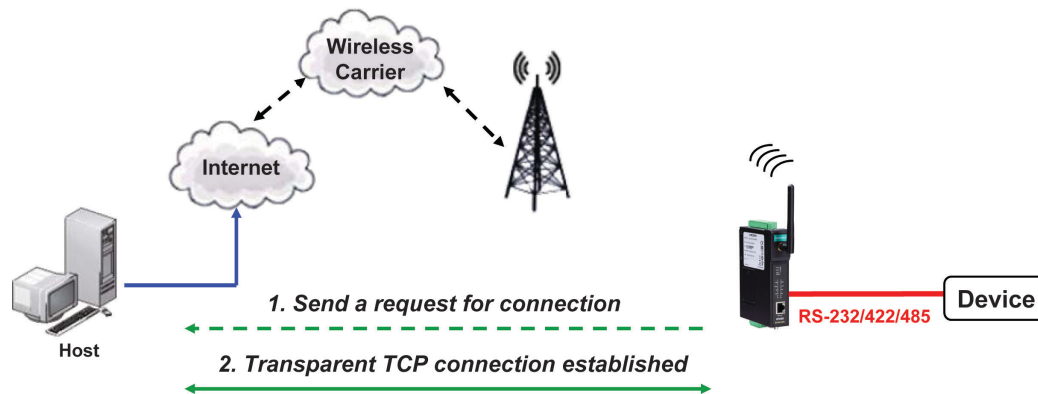 Wireless
Carrier
Internet
1. Send a request for connection
Device
RS-232/422/485
Host
2. Transparent TCP connection established